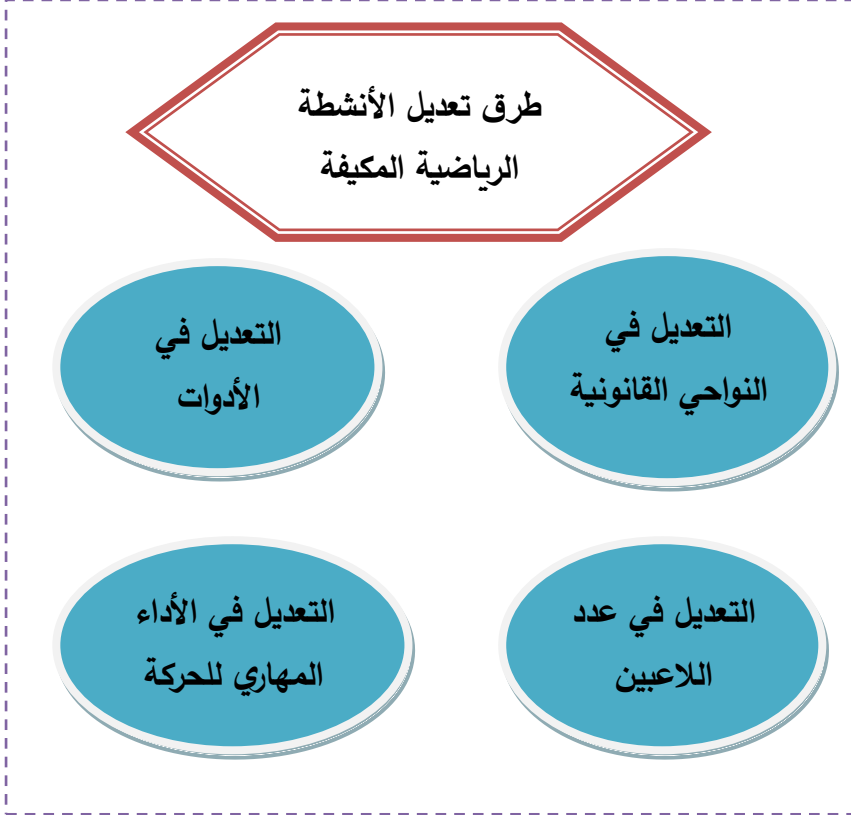 طرق تعديل الأنشطة
الرياضية المكيفة
التعديل في
النواحي القانونية
التعديل في
الأدوات
التعديل في عدد
اللاعبين
التعديل في الأداء
المهاري للحركة